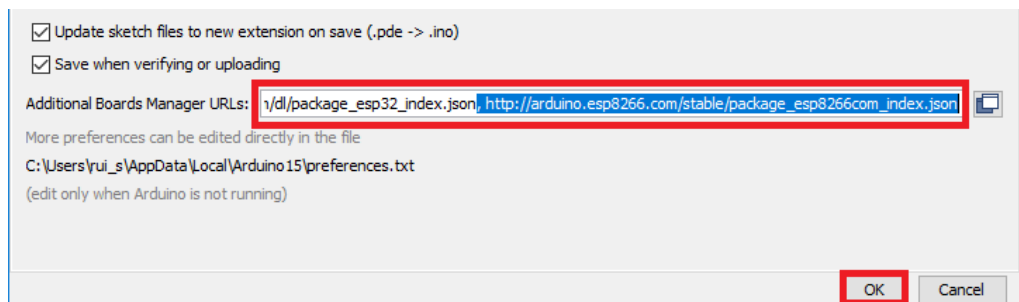 Update sketch files to new extension on save (.pde -> .ino)
Save when verifying or uploading
Additional Boards Manager URLs: ı/dl/package_esp32_index.json, http://arduino.esp8266.com/stable/package_esp8266com_index.json
More preferences can be edited directly in the file
C:\Users\rui_s\AppData\Local\Arduino15\preferences.txt
(edit only when Arduino is not running)
OK Cancel